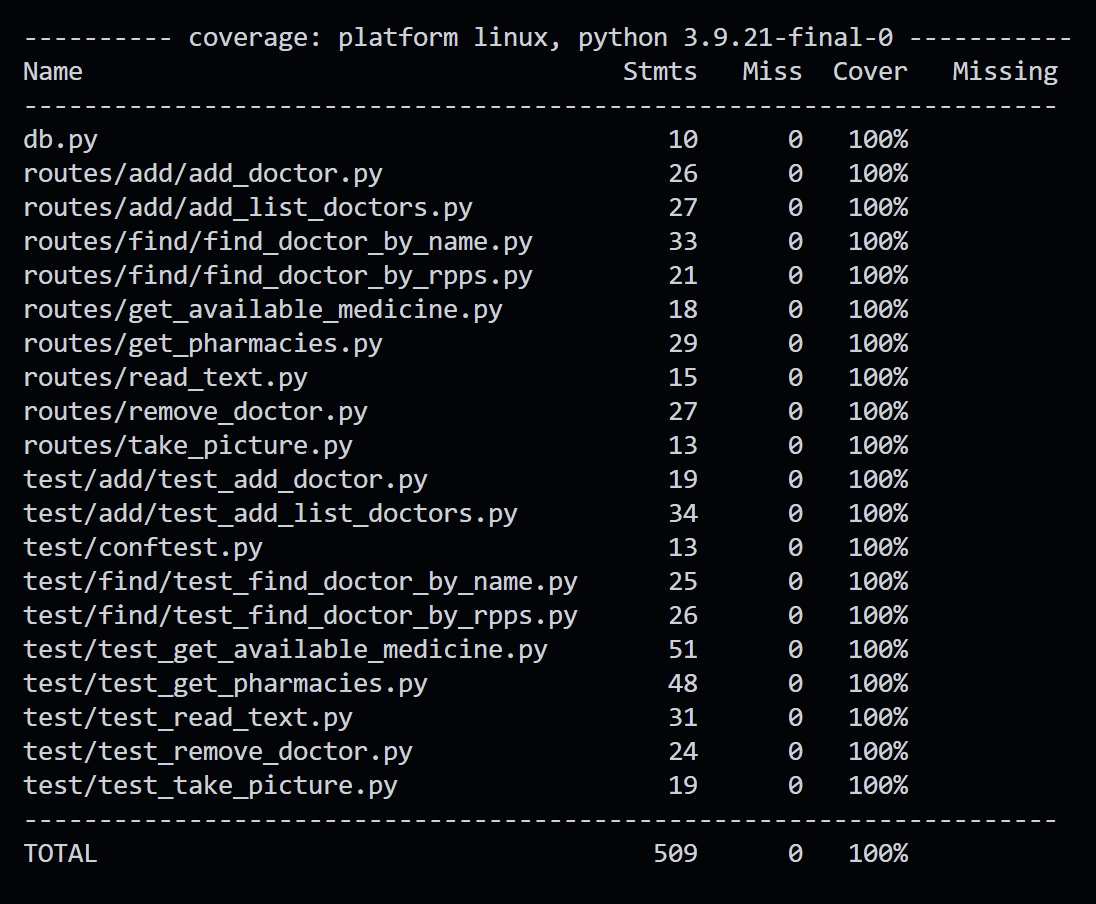 ---------- coverage: platform linux, python 3.9.21-final-0 -----------
Name                                    Stmts   Miss  Cover   Missing
---------------------------------------------------------------------
db.py                                      10      0   100%
routes/add/add_doctor.py                   26      0   100%
routes/add/add_list_doctors.py             27      0   100%
routes/find/find_doctor_by_name.py         33      0   100%
routes/find/find_doctor_by_rpps.py         21      0   100%
routes/get_available_medicine.py           18      0   100%
routes/get_pharmacies.py                   29      0   100%
routes/read_text.py                        15      0   100%
routes/remove_doctor.py                    27      0   100%
routes/take_picture.py                     13      0   100%
test/add/test_add_doctor.py                19      0   100%
test/add/test_add_list_doctors.py          34      0   100%
test/conftest.py                           13      0   100%
test/find/test_find_doctor_by_name.py      25      0   100%
test/find/test_find_doctor_by_rpps.py      26      0   100%
test/test_get_available_medicine.py        51      0   100%
test/test_get_pharmacies.py                48      0   100%
test/test_read_text.py                     31      0   100%
test/test_remove_doctor.py                 24      0   100%
test/test_take_picture.py                  19      0   100%
---------------------------------------------------------------------
TOTAL                                     509      0   100%